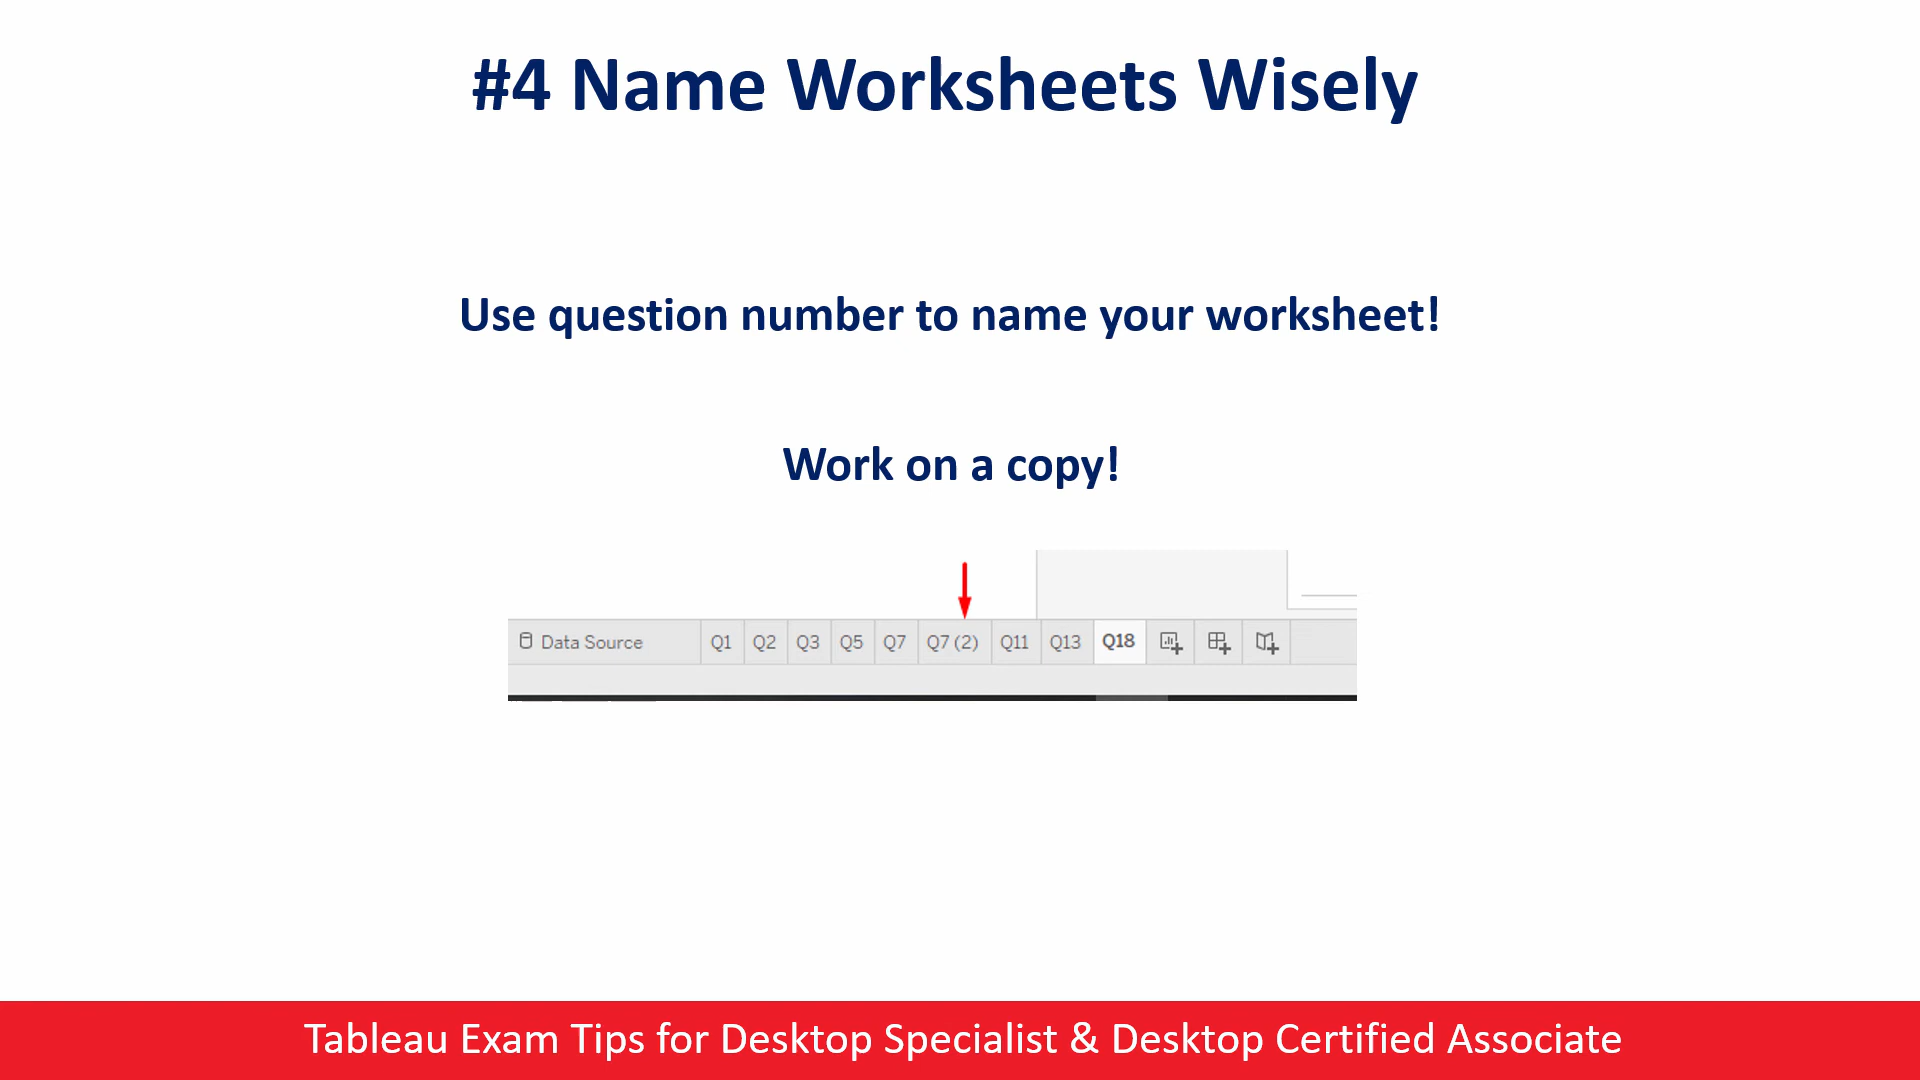 #4 Name Worksheets Wisely
Use question number to name your worksheet!
Work on a copy!
Data Source Q1 Q2 Q3 Q5 Q7 Q7 (2) Q11 Q13 Q18
Tableau Exam Tips for Desktop Specialist & Desktop Certified Associate